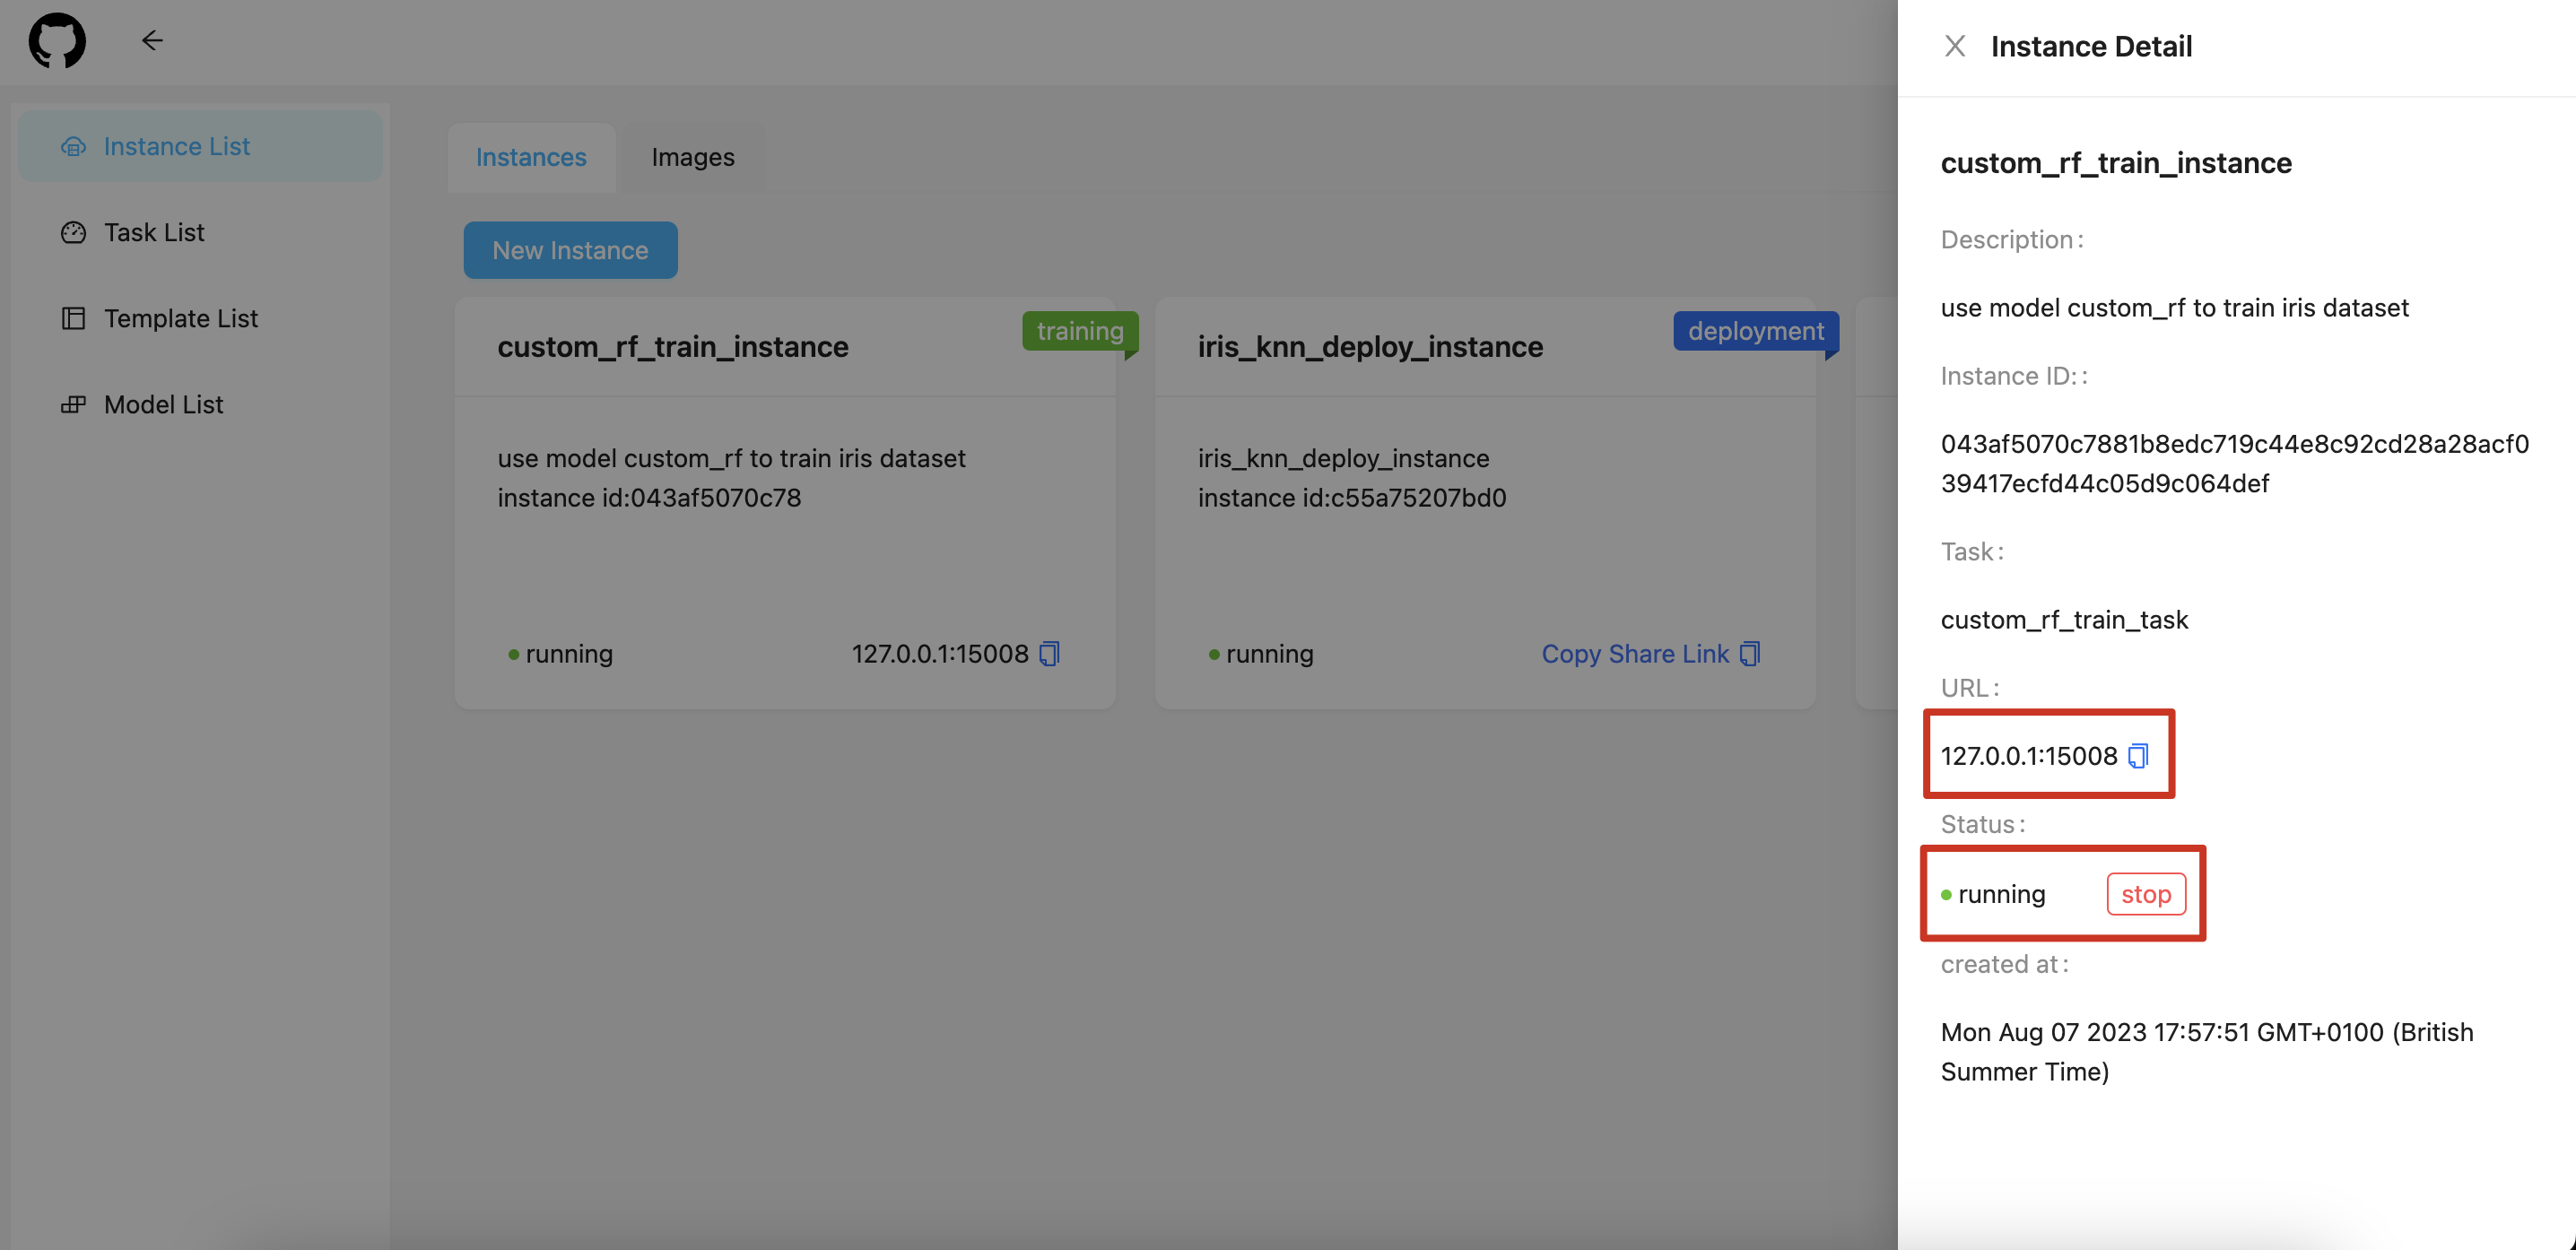 Instance List
Task List
Template List
Model List
Instances
Images
New Instance
custom_rf_train_instance
training
use model custom_rf to train iris dataset
instance id:043af5070c78
running
127.0.0.1:15008
iris_knn_deploy_instance
deployment
iris_knn_deploy_instance
instance id:c55a75207bd0
running
Copy Share Link
Instance Detail
custom_rf_train_instance
Description:
use model custom_rf to train iris dataset
Instance ID: :
043af5070c7881b8edc719c44e8c92cd28a28acf0
39417ecfd44c05d9c064def
Task:
custom_rf_train_task
URL:
127.0.0.1:15008
Status:
running
stop
created at:
Mon Aug 07 2023 17:57:51 GMT+0100 (British
Summer Time)